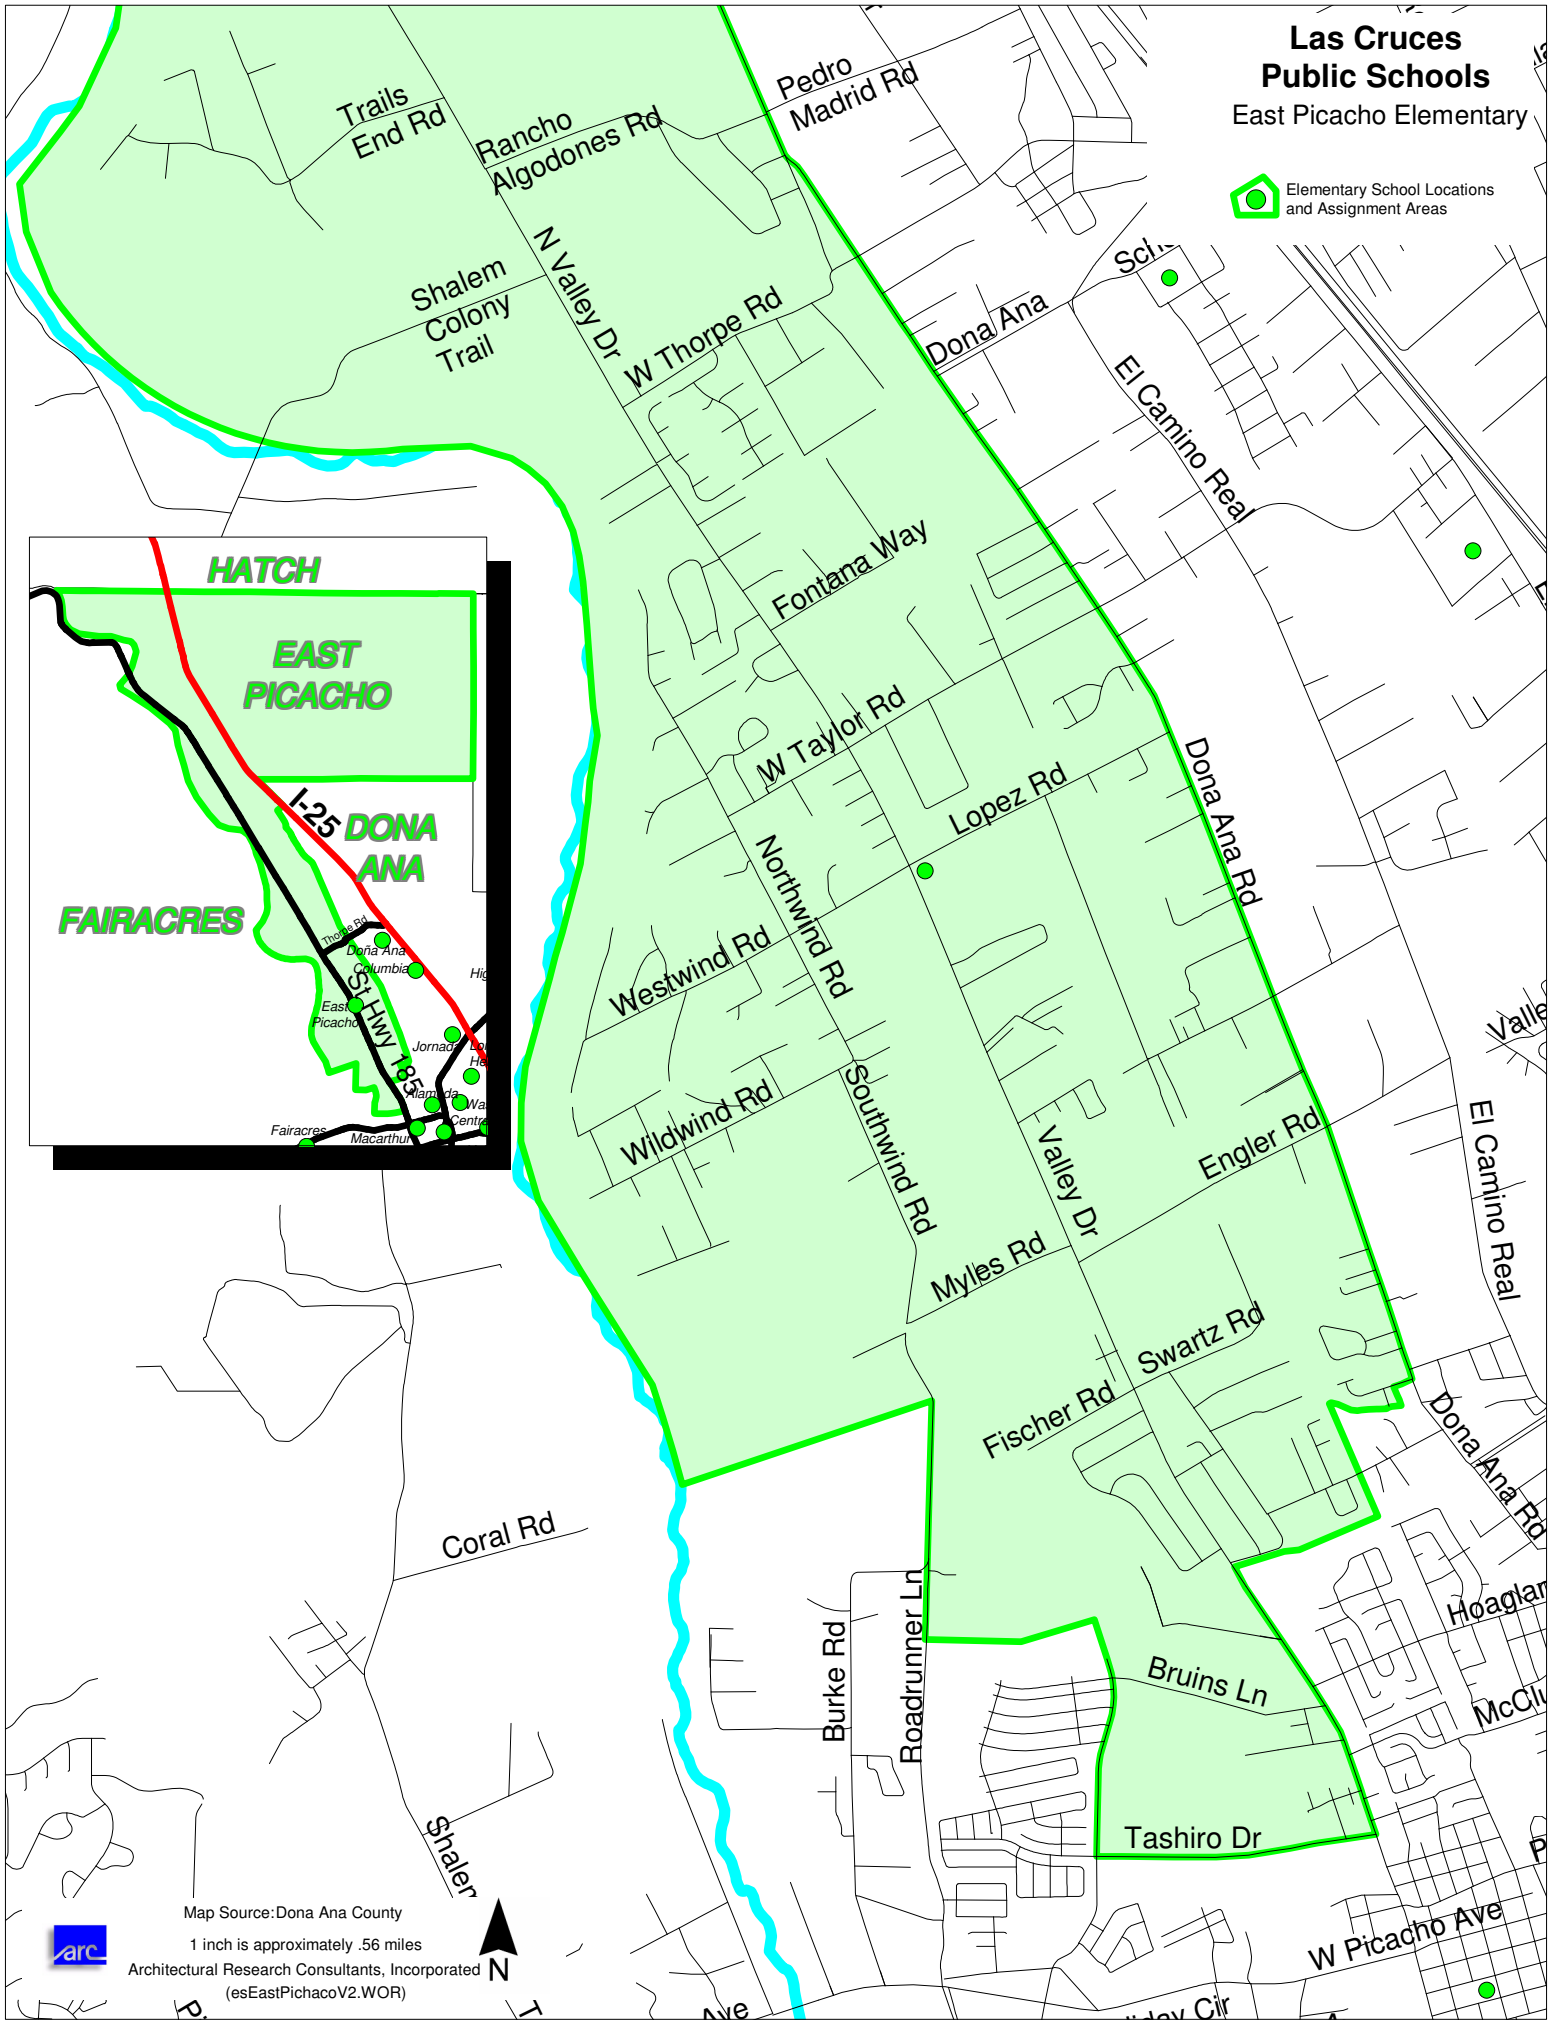 Las Cruces
Public Schools
East Picacho Elementary
Elementary School Locations
and Assignment Areas
Pedro
Madrid Rd
Trails
End Rd
Rancho
Algodones Rd
N Valley Dr
Shalem
Colony
Trail
W Thorpe Rd
Dona Ana
El Camino Real
Fontana Way
W Taylor Rd
Lopez Rd
Dona Ana Rd
Northwind Rd
Westwind Rd
Wildwind Rd
Southwind Rd
Valley Dr
Engler Rd
El Camino Real
Myles Rd
Swartz Rd
Fischer Rd
Dona Ana Rd
Coral Rd
Burke Rd
Roadrunner Ln
Bruins Ln
Tashiro Dr
W Picacho Ave
Ave
HATCH
EAST
PICACHO
I-25
DONA
ANA
FAIRACRES
Thorpe Rd
Doña Ana
Columbia
St Hwy 185
East
Picacho
Jornada
Alameda
Fairacres
Macarthur
Map Source:Dona Ana County
1 inch is approximately .56 miles
Architectural Research Consultants, Incorporated
(esEastPichacoV2.WOR)
arc
N